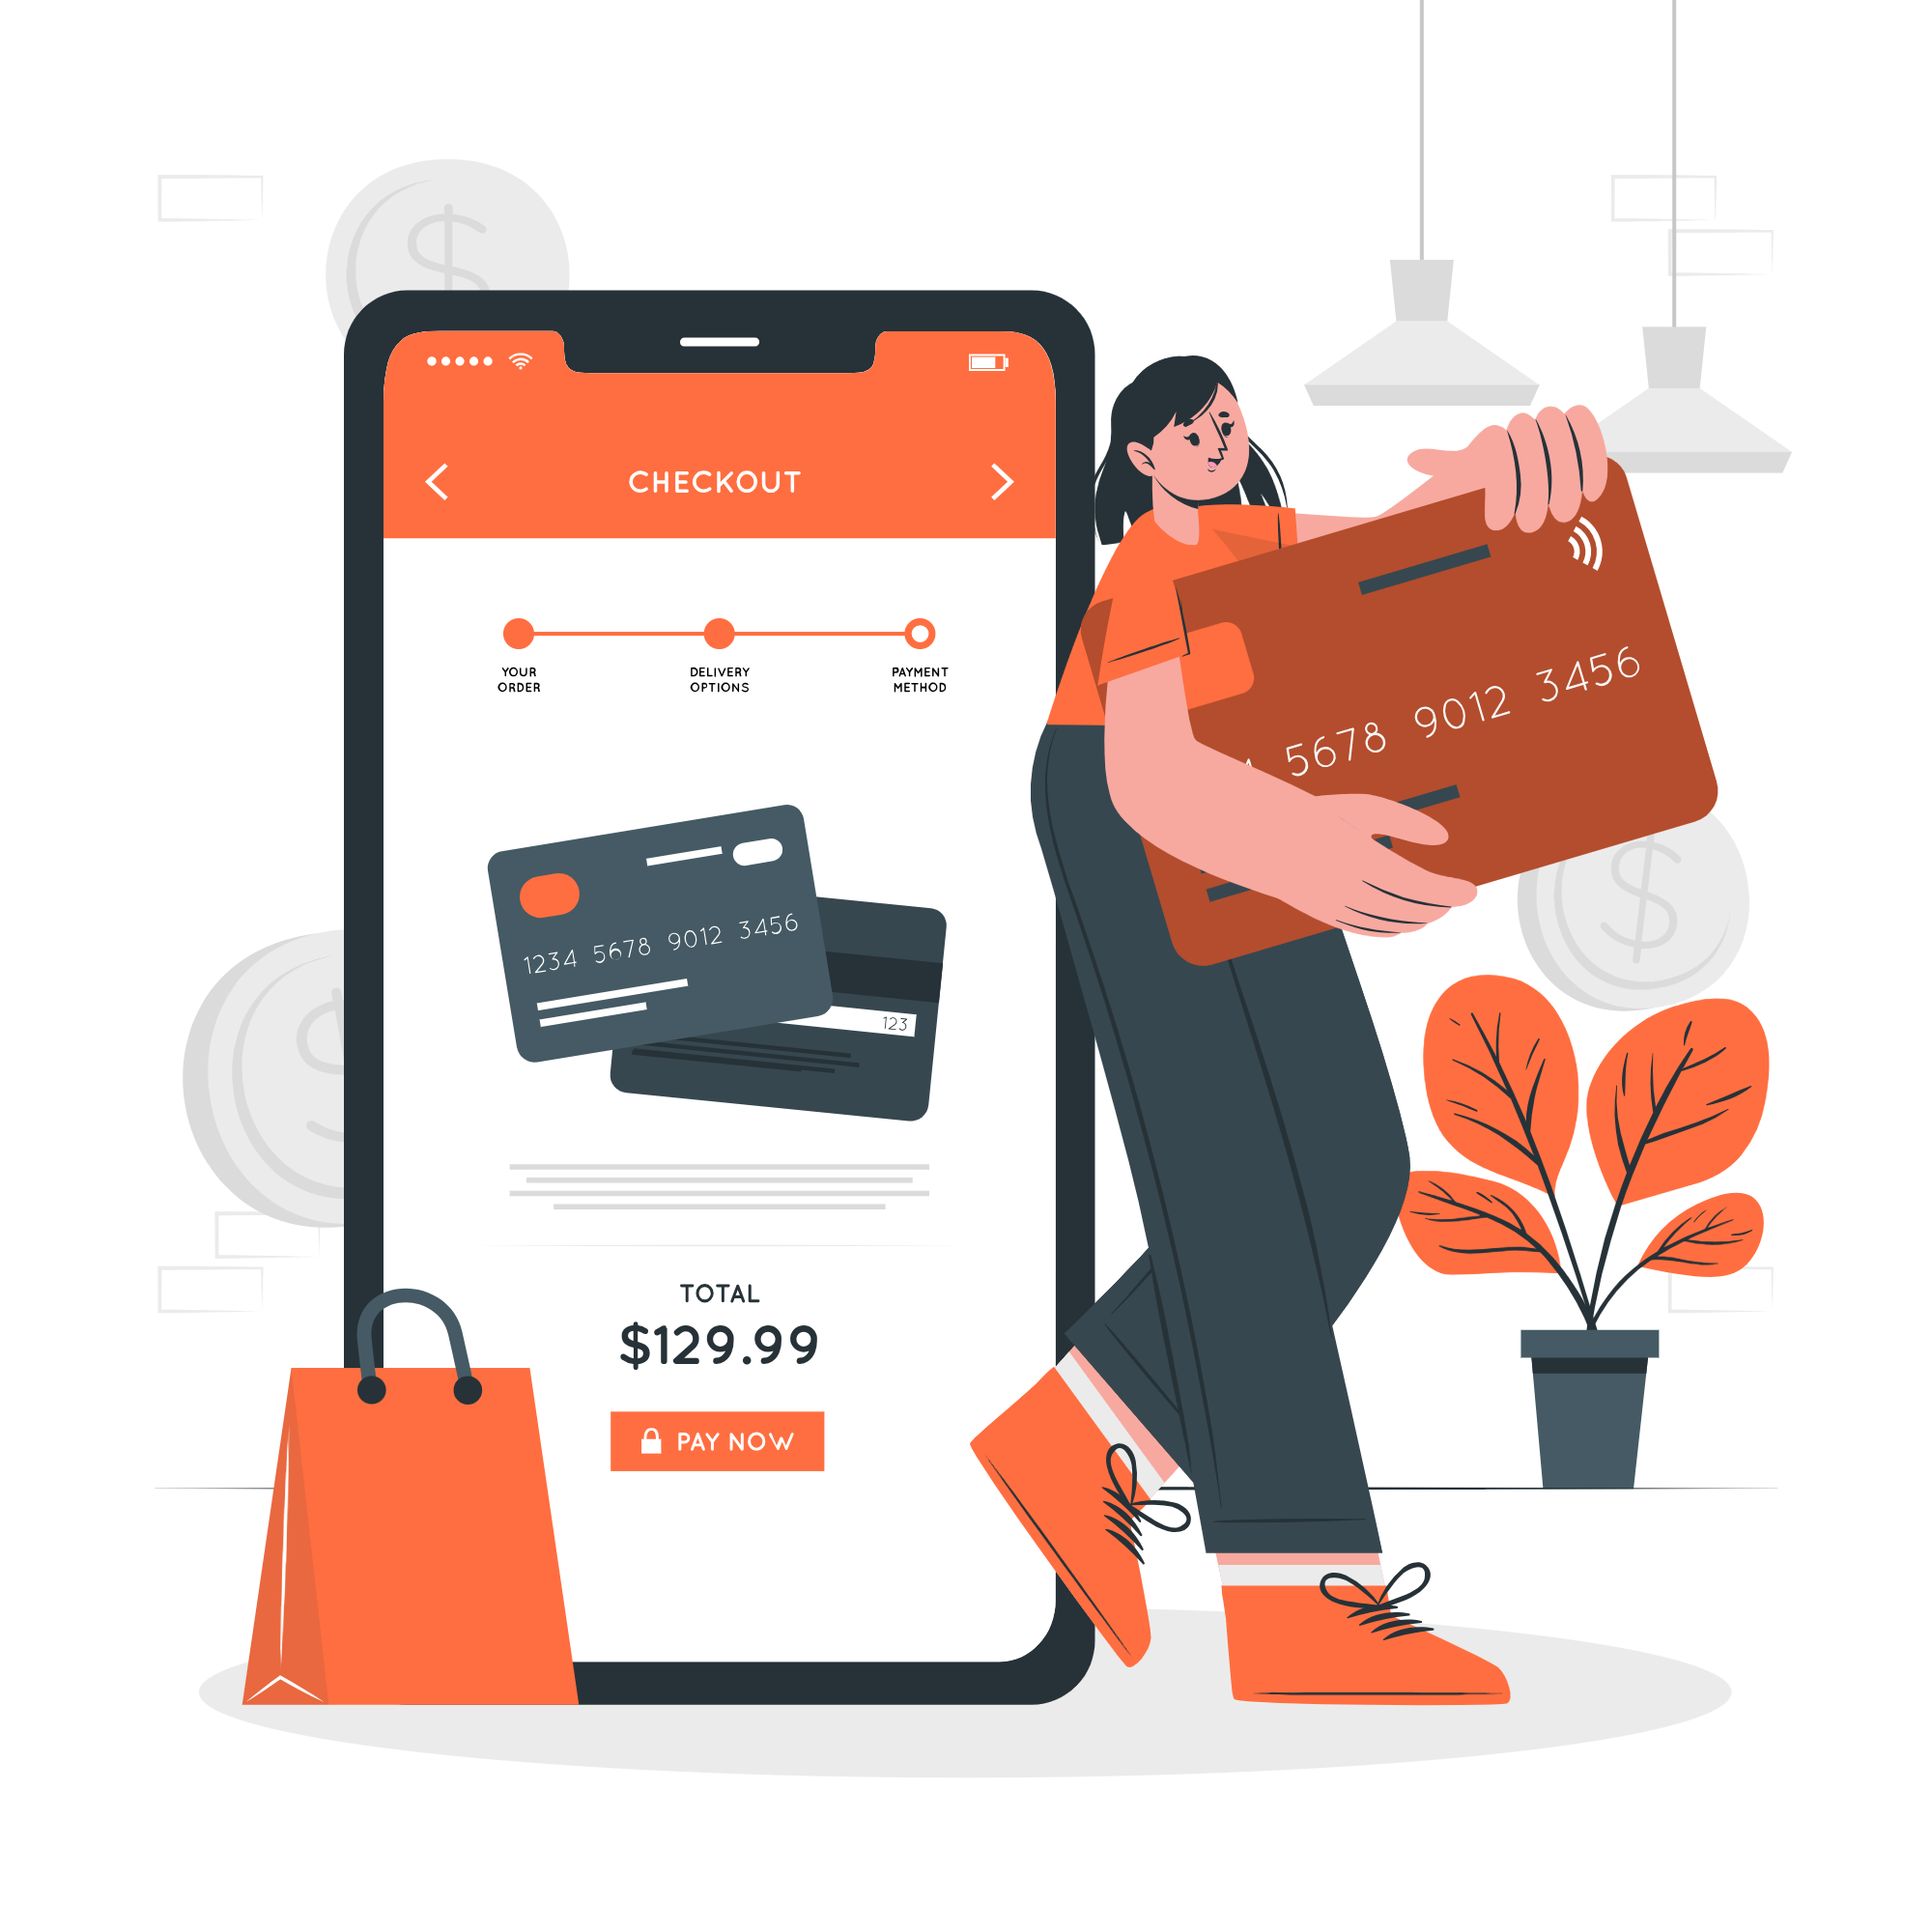 $
CHECKOUT
YOUR
ORDER
DELIVERY
OPTIONS
PAYMENT
METHOD
1234 5678 9012 3456
123
TOTAL
$129.99
PAY NOW
5678 9012 3456
$
$